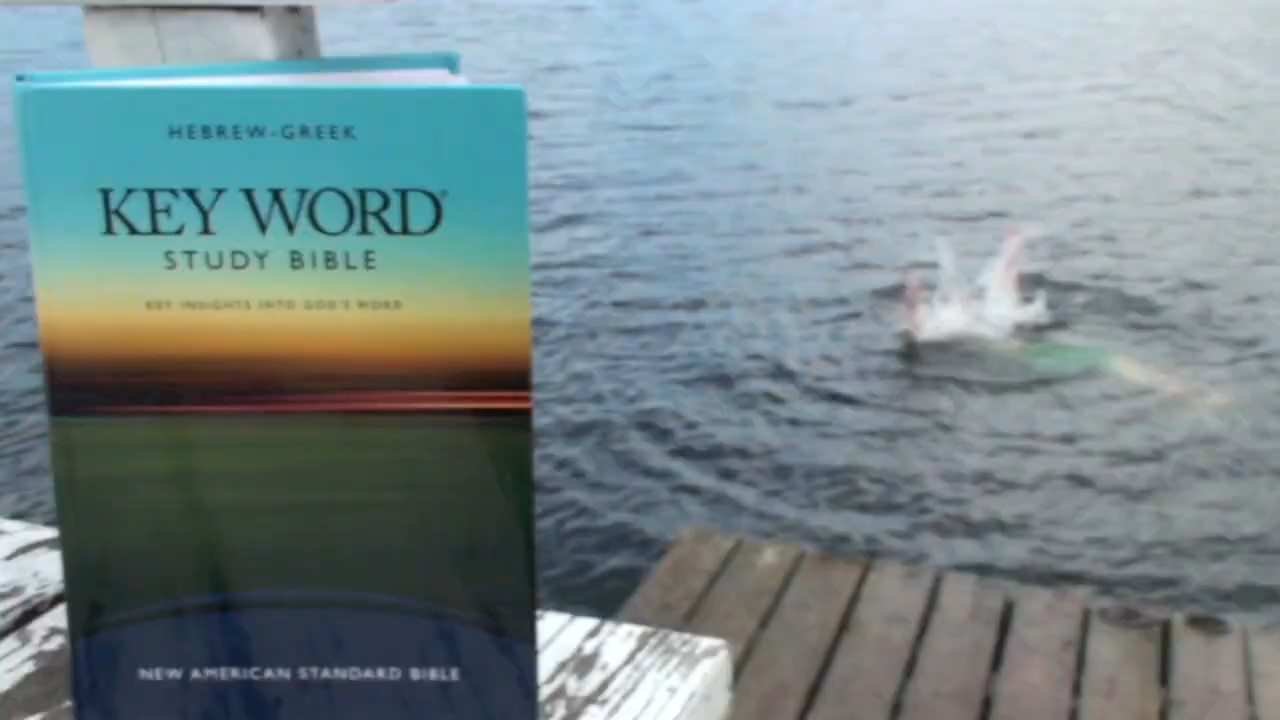 HEBREW-GREEK
KEY WORD®
STUDY BIBLE
KEY INSIGHTS INTO GOD'S WORD
NEW AMERICAN STANDARD BIBLE